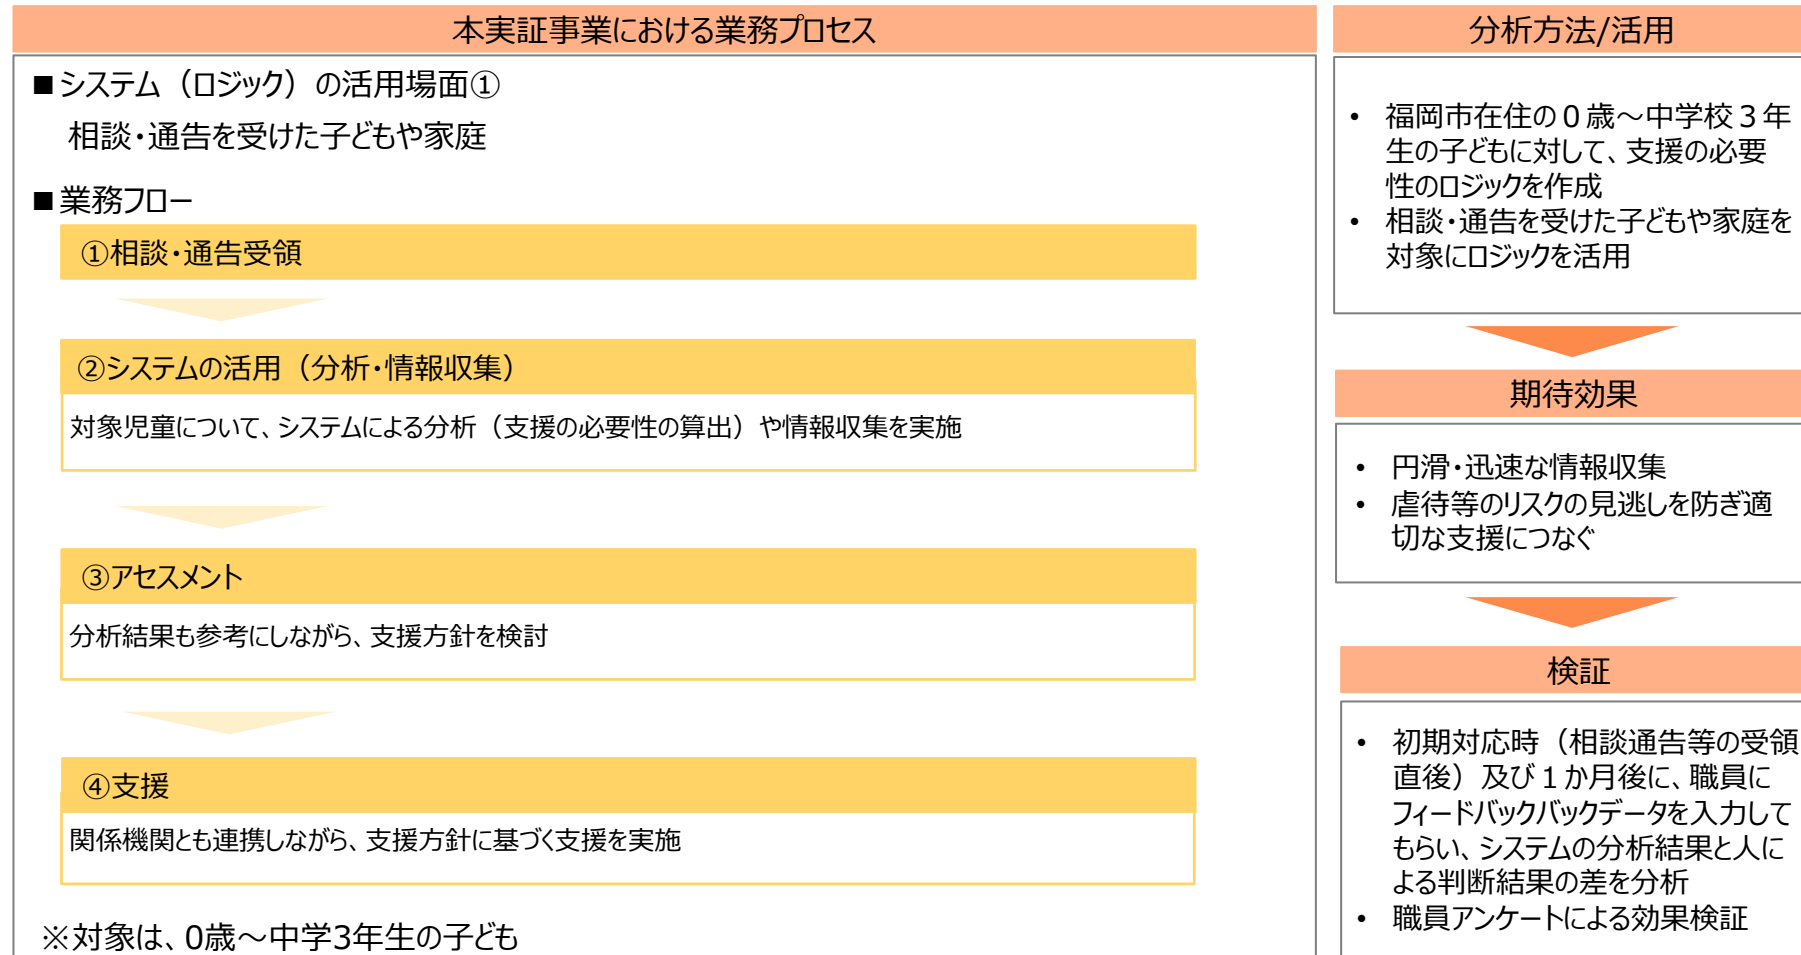 本実証事業における業務プロセス
■システム（ロジック）の活用場面①
相談・通告を受けた子どもや家庭
■業務フロー
①相談・通告受領
②システムの活用（分析・情報収集）
対象児童について、システムによる分析（支援の必要性の算出）や情報収集を実施
③アセスメント
分析結果も参考にしながら、支援方針を検討
④支援
関係機関とも連携しながら、支援方針に基づく支援を実施
※対象は、0歳～中学3年生の子ども
分析方法/活用
• 福岡市在住の０歳～中学校３年
生の子どもに対して、支援の必要
性のロジックを作成
• 相談・通告を受けた子どもや家庭を
対象にロジックを活用
期待効果
• 円滑・迅速な情報収集
• 虐待等のリスクの見逃しを防ぎ適
切な支援につなぐ
検証
• 初期対応時（相談通告等の受領
直後）及び１か月後に、職員に
フィードバックバックデータを入力して
もらい、システムの分析結果と人に
よる判断結果の差を分析
• 職員アンケートによる効果検証